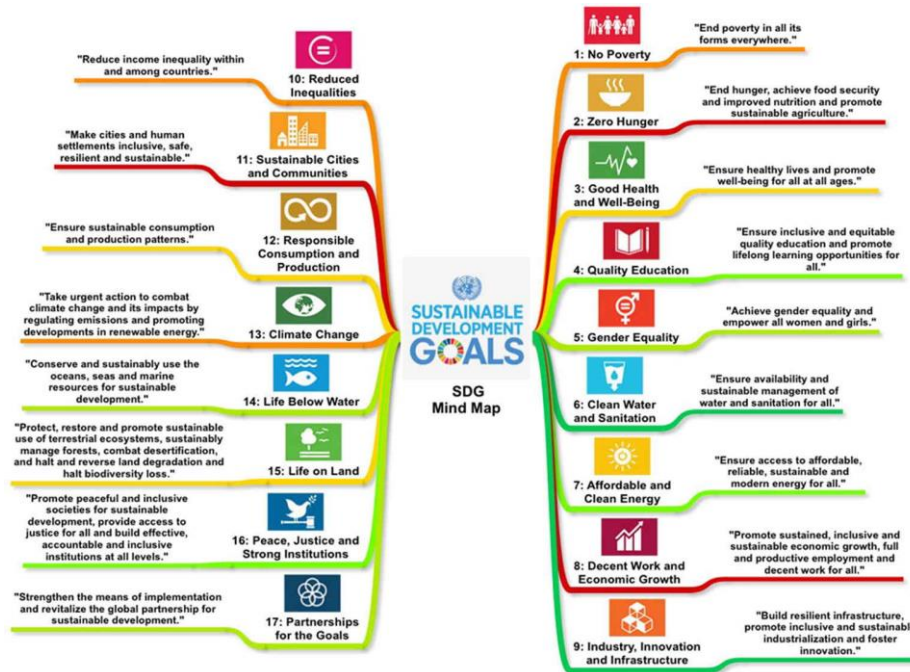 SUSTAINABLE
DEVELOPMENT
GOALS
SDG
Mind Map
1: No Poverty
"End poverty in all its
forms everywhere."
2: Zero Hunger
"End hunger, achieve food security
and improved nutrition and promote
sustainable agriculture."
3: Good Health
and Well-Being
"Ensure healthy lives and promote
well-being for all at all ages."
4: Quality Education
"Ensure inclusive and equitable
quality education and promote
lifelong learning opportunities for
all."
5: Gender Equality
"Achieve gender equality and
empower all women and girls."
6: Clean Water
and Sanitation
"Ensure availability and
sustainable management of
water and sanitation for all."
7: Affordable and
Clean Energy
"Ensure access to affordable,
reliable, sustainable and
modern energy for all."
8: Decent Work and
Economic Growth
"Promote sustained, inclusive and
sustainable economic growth, full
and productive employment and
decent work for all."
9: Industry, Innovation
and Infrastructure
"Build resilient infrastructure,
promote inclusive and sustainabl
industrialization and foster
innovation."
10: Reduced
Inequalities
"Reduce income inequality within
and among countries."
11: Sustainable Cities
and Communities
"Make cities and human
settlements inclusive, safe,
resilient and sustainable."
12: Responsible
Consumption and
Production
"Ensure sustainable consumption
and production patterns."
13: Climate Change
"Take urgent action to combat
climate change and its impacts by
regulating emissions and promoting
developments in renewable energy."
14: Life Below Water
"Conserve and sustainably use the
oceans, seas and marine
resources for sustainable
development."
15: Life on Land
"Protect, restore and promote sustainable
use of terrestrial ecosystems, sustainably
manage forests, combat desertification,
and halt and reverse land degradation and
halt biodiversity loss."
16: Peace, Justice and
Strong Institutions
"Promote peaceful and inclusive
societies for sustainable
development, provide access to
justice for all and build effective,
accountable and inclusive
institutions at all levels."
17: Partnerships
for the Goals
"Strengthen the means of implementation
and revitalize the global partnership for
sustainable development."